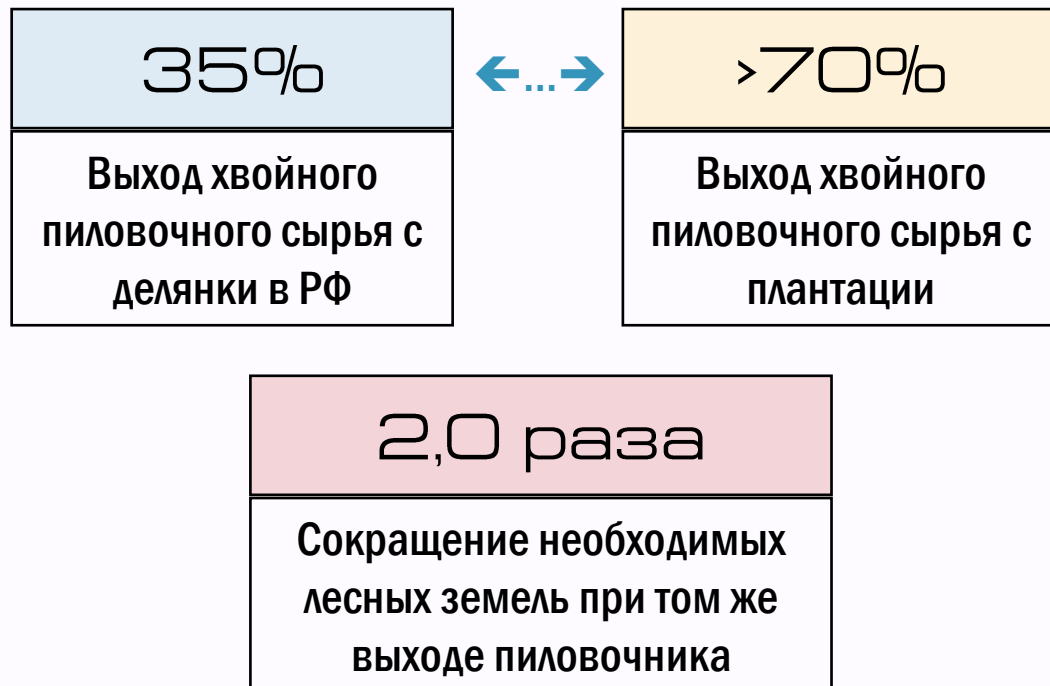 35%
←...→
>70%
Выход хвойного
пиловочного сырья с
делянки в РФ
Выход хвойного
пиловочного сырья с
плантации
2,0 раза
Сокращение необходимых
лесных земель при том же
выходе пиловочника